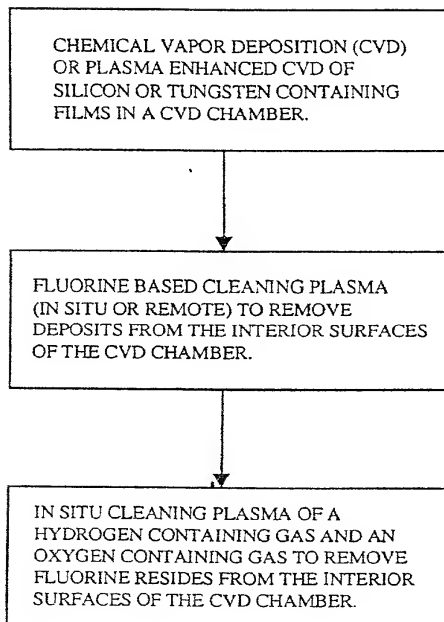 CHEMICAL VAPOR DEPOSITION (CVD)
OR PLASMA ENHANCED CVD OF
SILICON OR TUNGSTEN CONTAINING
FILMS IN A CVD CHAMBER.
FLUORINE BASED CLEANING PLASMA
(IN SITU OR REMOTE) TO REMOVE
DEPOSITS FROM THE INTERIOR SURFACES
OF THE CVD CHAMBER.
IN SITU CLEANING PLASMA OF A
HYDROGEN CONTAINING GAS AND AN
OXYGEN CONTAINING GAS TO REMOVE
FLUORINE RESIDES FROM THE INTERIOR
SURFACES OF THE CVD CHAMBER.